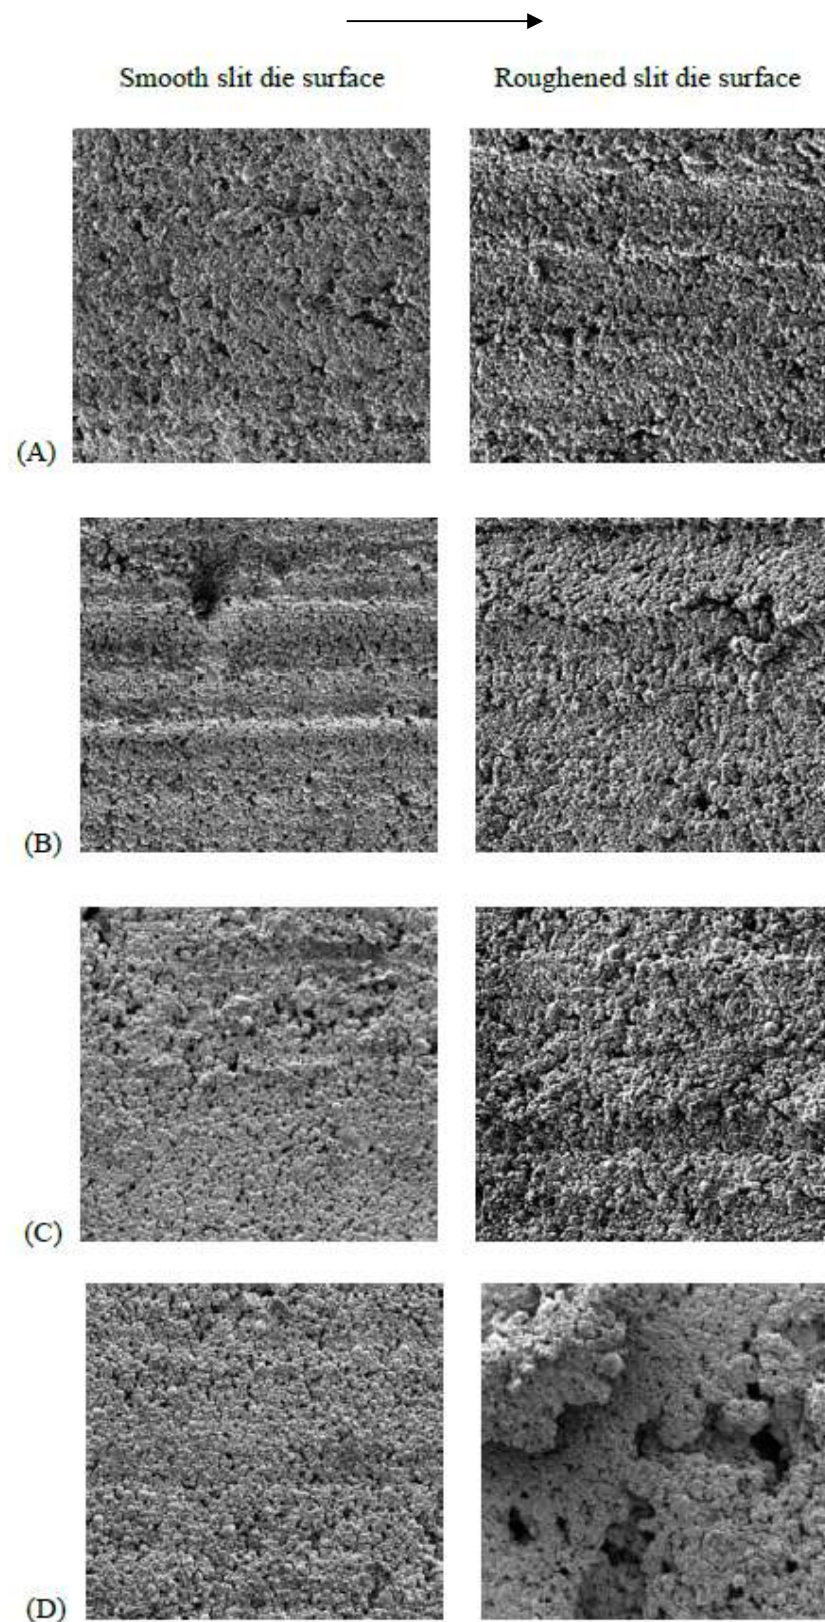 Smooth slit die surface
Roughened slit die surface
(A)
(B)
(C)
(D)